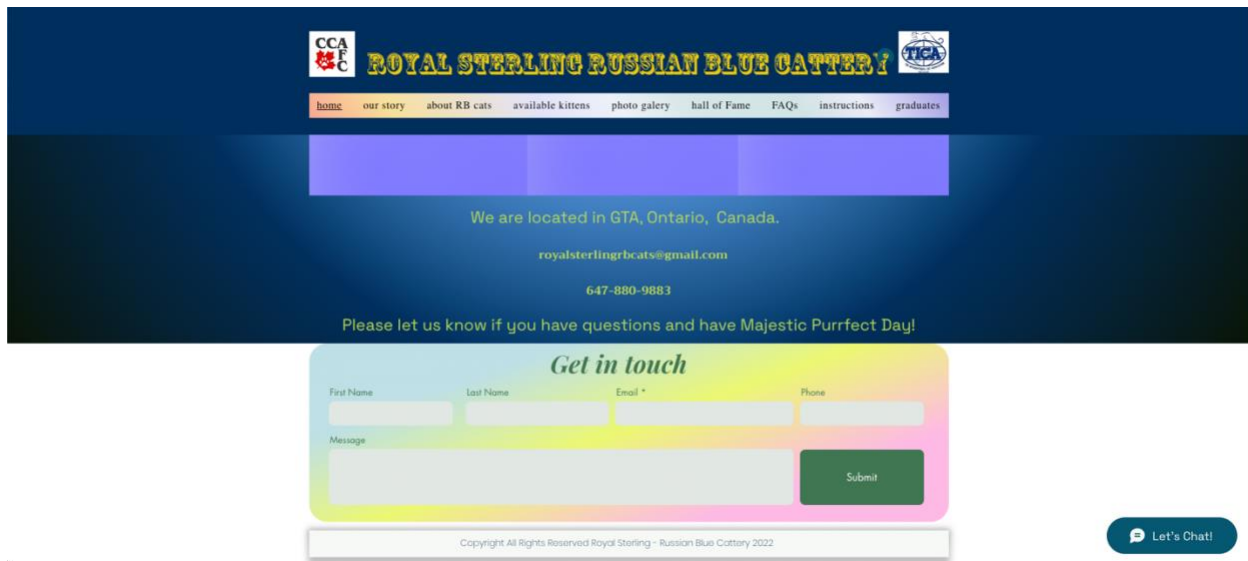 CCA
AFC
ROYAL STERLING RUSSIAN BLUE CATTERY
TICA
home our story about RB cats available kittens photo galery hall of Fame FAQs instructions graduates
We are located in GTA, Ontario, Canada.
royalsterlingrbcats@gmail.com
647-880-9883
Please let us know if you have questions and have Majestic Purrfect Day!
Get in touch
First Name Last Name Email * Phone
Message
Submit
Copyright All Rights Reserved Royal Sterling - Russian Blue Cattery 2022
Let's Chat!